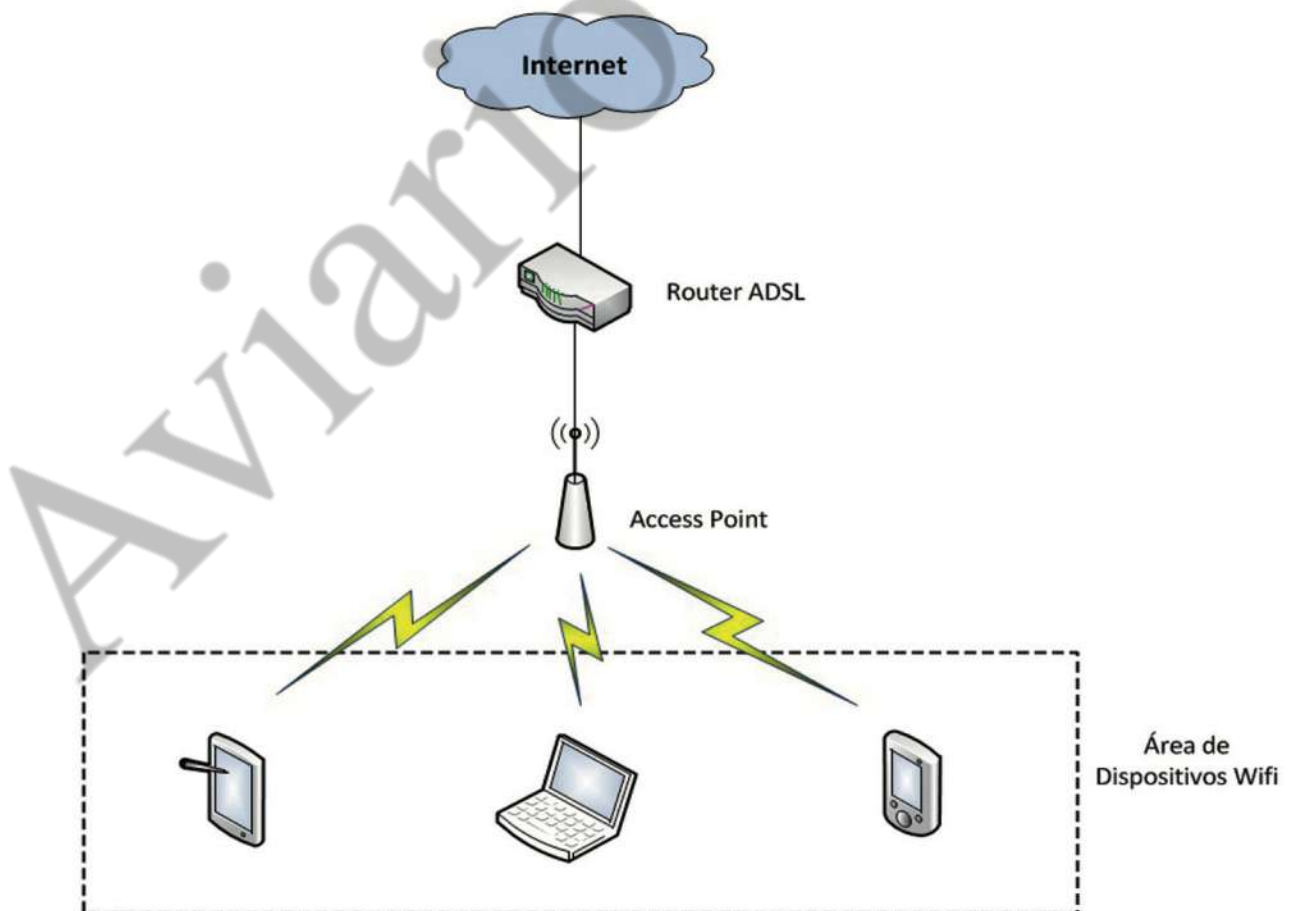 Internet
Router ADSL
Access Point
Área de
Dispositivos Wifi
Aviario